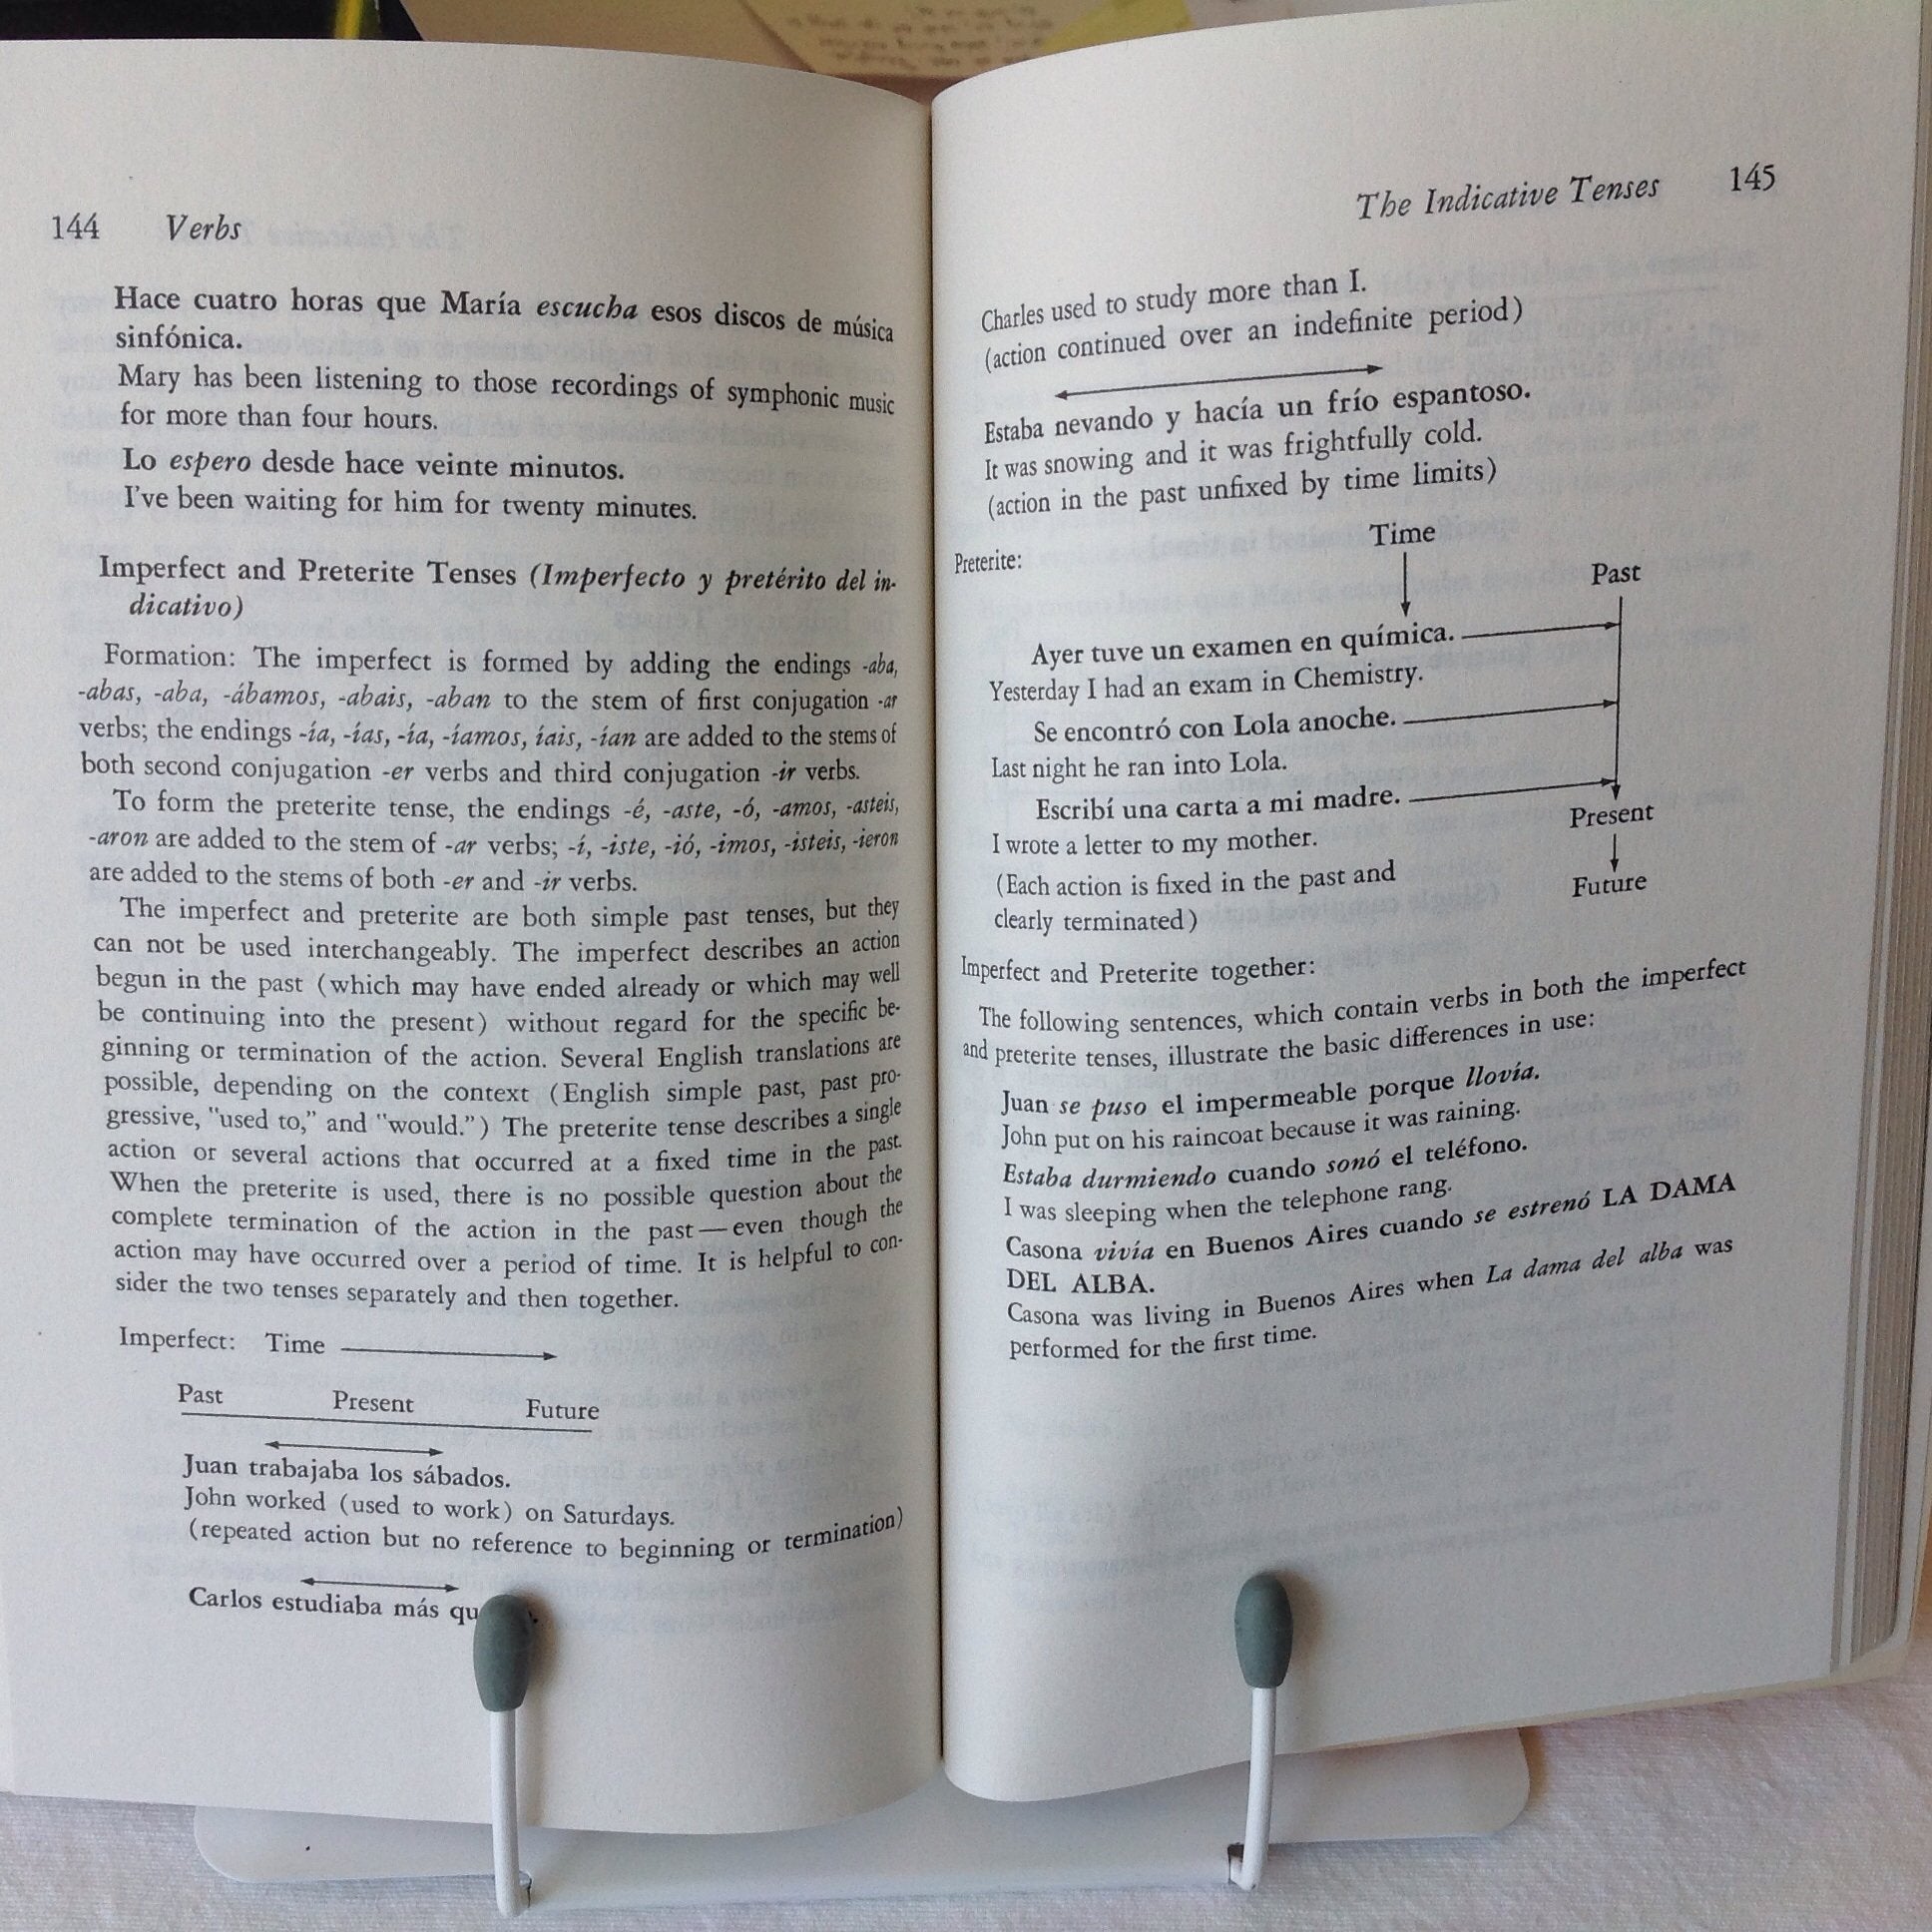 144 Verbs
Hace cuatro horas que María escucha esos discos de música
sinfónica.
Mary has been listening to those recordings of symphonic music
for more than four hours.
Lo espero desde hace veinte minutos.
I've been waiting for him for twenty minutes.
Imperfect and Preterite Tenses (Imperfecto y pretérito del in-
dicativo)
Formation: The imperfect is formed by adding the endings -aba,
-abas, -aba, -ábamos, -abais, -aban to the stem of first conjugation -ar
verbs; the endings -ía, -ías, -ía, -íamos, íais, -ían are added to the stems of
both second conjugation -er verbs and third conjugation -ir verbs.
To form the preterite tense, the endings -é, -aste, -ó, -amos, -asteis,
-aron are added to the stem of -ar verbs; -í, -iste, -ió, -imos, -isteis, -ieron
are added to the stems of both -er and -ir verbs.
The imperfect and preterite are both simple past tenses, but they
can not be used interchangeably. The imperfect describes an action
begun in the past (which may have ended already or which may well
be continuing into the present) without regard for the specific be-
ginning or termination of the action. Several English translations are
possible, depending on the context (English simple past, past pro-
gressive, "used to," and "would.") The preterite tense describes a single
action or several actions that occurred at a fixed time in the past.
When the preterite is used, there is no possible question about the
complete termination of the action in the past—even though the
action may have occurred over a period of time. It is helpful to con-
sider the two tenses separately and then together.
Imperfect: Time
Past Present Future
Juan trabajaba los sábados.
John worked (used to work) on Saturdays.
(repeated action but no reference to beginning or termination)
Carlos estudiaba más
The Indicative Tenses 145
Charles used to study more than I.
(action continued over an indefinite period)
Estaba nevando y hacía un frío espantoso.
It was snowing and it was frightfully cold.
(action in the past unfixed by time limits)
Time
Preterite:
Past
Ayer tuve un examen en química.
Yesterday I had an exam in Chemistry.
Se encontró con Lola anoche.
Last night he ran into Lola.
Escribí una carta a mi madre.
Present
I wrote a letter to my mother.
(Each action is fixed in the past and
Future
clearly terminated)
Imperfect and Preterite together:
The following sentences, which contain verbs in both the imperfect
and preterite tenses, illustrate the basic differences in use:
Juan se puso el impermeable porque llovía.
John put on his raincoat because it was raining.
Estaba durmiendo cuando sonó el teléfono.
I was sleeping when the telephone rang.
Casona vivía en Buenos Aires cuando se estrenó LA DAMA
DEL ALBA.
Casona was living in Buenos Aires when La dama del alba was
performed for the first time.